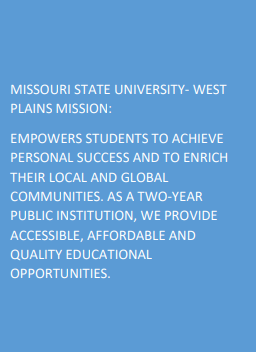 MISSOURI STATE UNIVERSITY- WEST
PLAINS MISSION:
EMPOWERS STUDENTS TO ACHIEVE
PERSONAL SUCCESS AND TO ENRICH
THEIR LOCAL AND GLOBAL
COMMUNITIES. AS A TWO-YEAR
PUBLIC INSTITUTION, WE PROVIDE
ACCESSIBLE, AFFORDABLE AND
QUALITY EDUCATIONAL
OPPORTUNITIES.